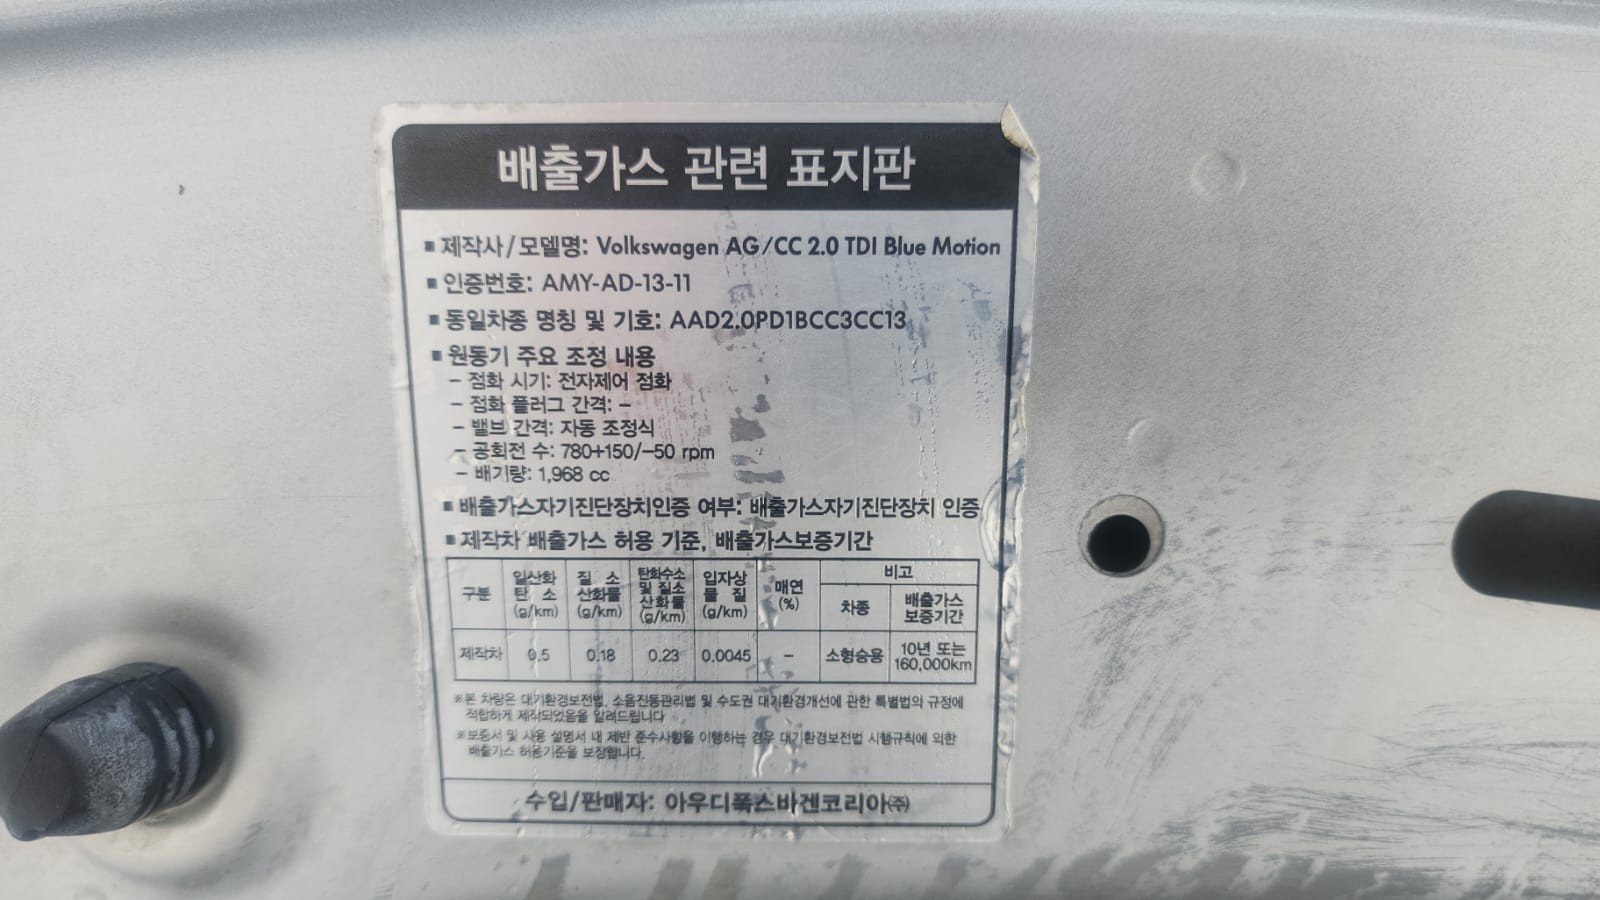 배출가스 관련 표지판
▪ 제작사/모델명: Volkswagen AG/CC 2.0 TDI Blue Motion
▪ 인증번호: AMY-AD-13-11
▪ 동일차종 명칭 및 기호: AAD2.0PD1BCC3CC13
▪ 원동기 주요 조정 내용
– 점화 시기: 전자제어 점화
– 점화 플러그 간격: –
– 밸브 간격: 자동 조정식
– 공회전 수: 780+150/–50 rpm
– 배기량: 1,968 cc
▪ 배출가스자기진단장치인증 여부: 배출가스자기진단장치 인증
▪ 제작차 배출가스 허용 기준, 배출가스보증기간
구분 일산화탄소 (g/km) 질소산화물 (g/km) 탄화수소 및 질소산화물 (g/km) 입자상물질 (g/km) 매연 (%) 비고
차종 배출가스 보증기간
제작차 0.5 0.18 0.23 0.0045 – 소형승용 10년 또는 160,000km
※본 차량은 대기환경보전법, 소음진동관리법 및 수도권 대기환경개선에 관한 특별법의 규정에
적합하게 제작되었음을 알려드립니다
※보증서 및 사용 설명서 내 제반 준수사항을 이행하는 경우 대기환경보전법 시행규칙에 의한
배출가스 허용기준을 보장합니다.
수입/판매자: 아우디폭스바겐코리아㈜